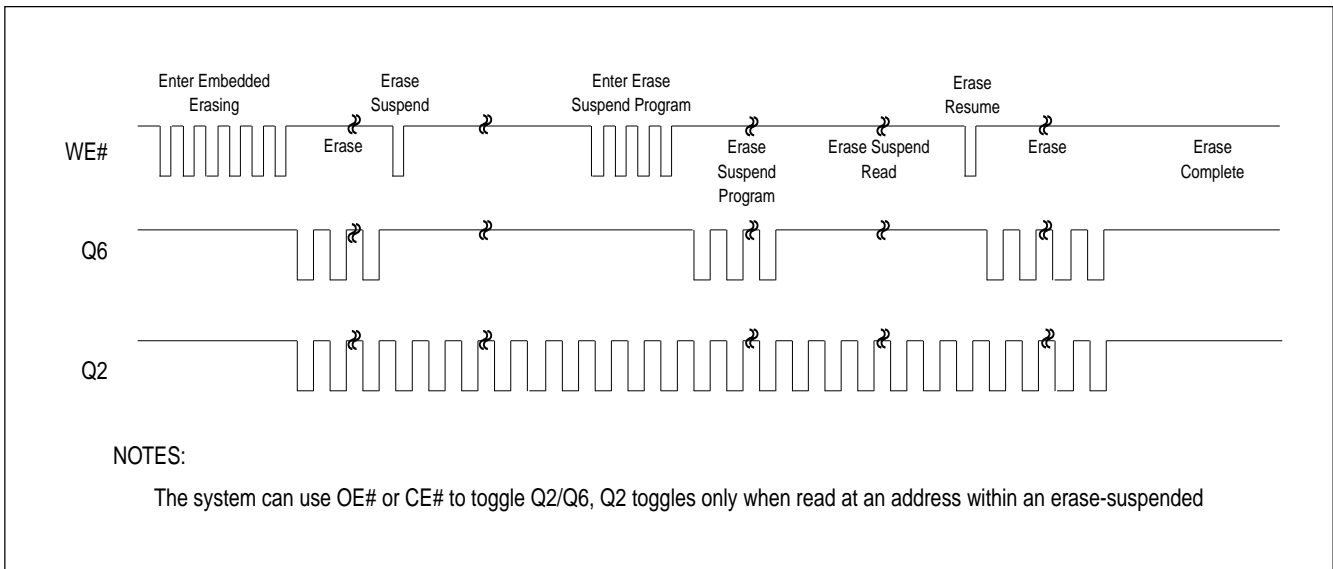 Enter Embedded
Erasing
Erase
Suspend
Enter Erase
Suspend Program
Erase
Resume
WE#
Erase
Erase
Suspend
Program
Erase Suspend
Read
Erase
Erase
Complete
Q6
Q2
NOTES:
The system can use OE# or CE# to toggle Q2/Q6, Q2 toggles only when read at an address within an erase-suspended